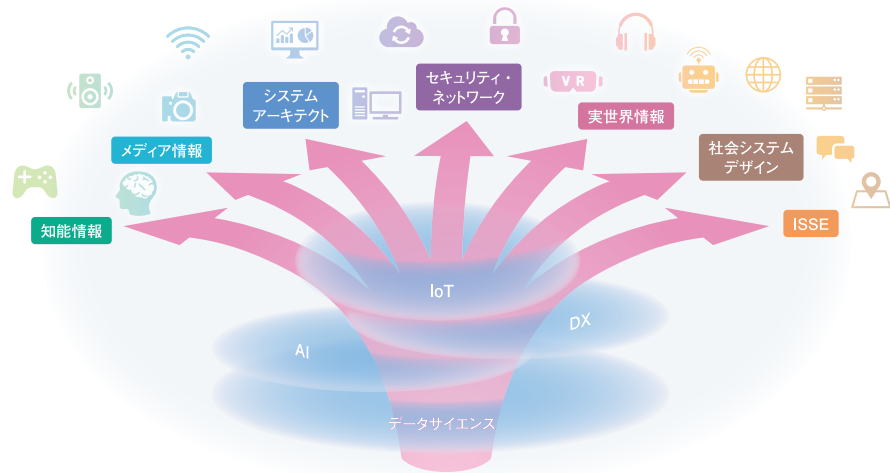 セキュリティ・
ネットワーク
システム
アーキテクト
VR
実世界情報
メディア情報
社会システム
デザイン
知能情報
ISSE
IoT
AI
DX
データサイエンス